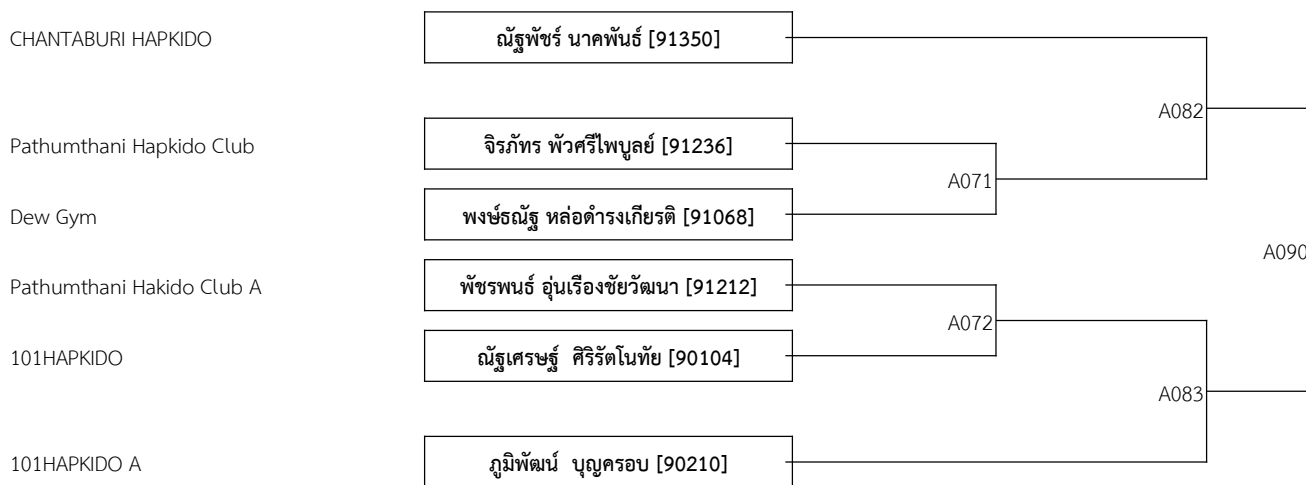 CHANTABURI HAPKIDO ณัฐพัชร์ นาคพันธ์ [91350]
A082
Pathumthani Hapkido Club จิรภัทร พัวศรีไพบูลย์ [91236]
A071
Dew Gym พงษ์ธณัฐ หล่อดำรงเกียรติ [91068]
A090
Pathumthani Hakido Club A พัชรพนธ์ อุ่นเรืองชัยวัฒนา [91212]
A072
101HAPKIDO ณัฐเศรษฐ์  ศิริรัตโนทัย [90104]
A083
101HAPKIDO A ภูมิพัฒน์  บุญครอบ [90210]